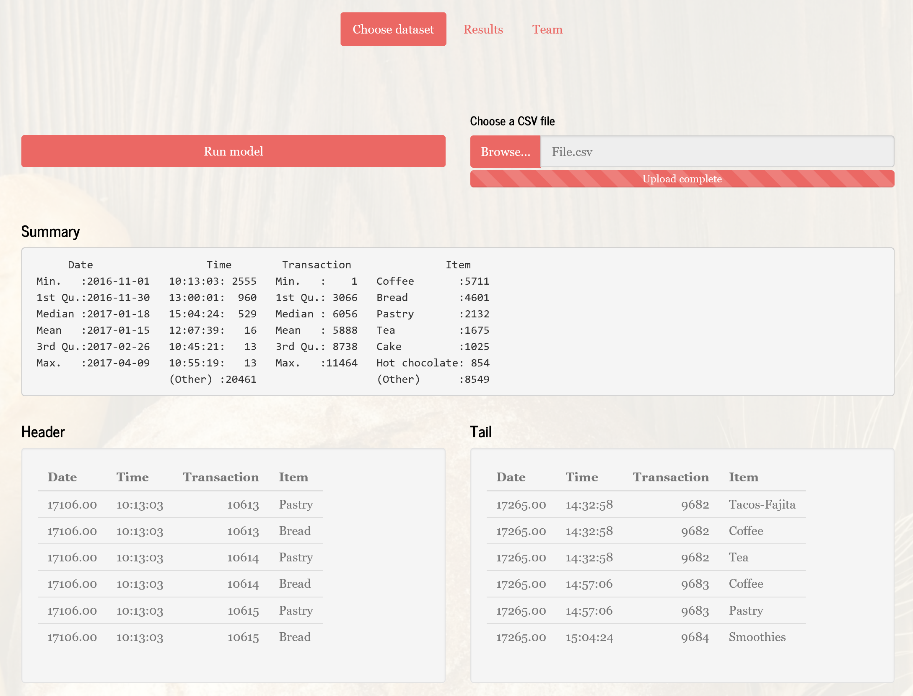 Choose dataset Results Team
Choose a CSV file
Run model
Browse... File.csv
Upload complete
Summary
Date Time Transaction Item
Min. :2016-11-01 10:13:03: 2555 Min. : 1 Coffee :5711
1st Qu.:2016-11-30 13:00:01: 960 1st Qu.: 3066 Bread :4601
Median :2017-01-18 15:04:24: 529 Median : 6056 Pastry :2132
Mean :2017-01-15 12:07:39: 16 Mean : 5888 Tea :1675
3rd Qu.:2017-02-26 10:45:21: 13 3rd Qu.: 8738 Cake :1025
Max. :2017-04-09 10:55:19: 13 Max. :11464 Hot chocolate: 854
(Other) :20461 (Other) :8549
Header
Date Time Transaction Item
17106.00 10:13:03 10613 Pastry
17106.00 10:13:03 10613 Bread
17106.00 10:13:03 10614 Pastry
17106.00 10:13:03 10614 Bread
17106.00 10:13:03 10615 Pastry
17106.00 10:13:03 10615 Bread
Tail
Date Time Transaction Item
17265.00 14:32:58 9682 Tacos-Fajita
17265.00 14:32:58 9682 Coffee
17265.00 14:32:58 9682 Tea
17265.00 14:57:06 9683 Coffee
17265.00 14:57:06 9683 Pastry
17265.00 15:04:24 9684 Smoothies